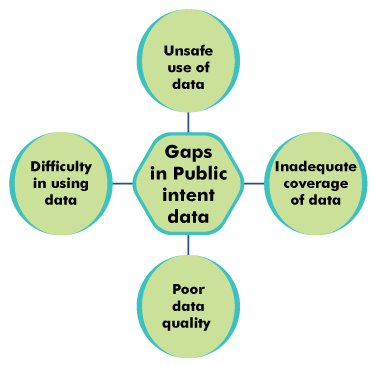 Unsafe
use of
data
Difficulty
in using
data
Gaps
in Public
intent
data
Inadequate
coverage
of data
Poor
data
quality